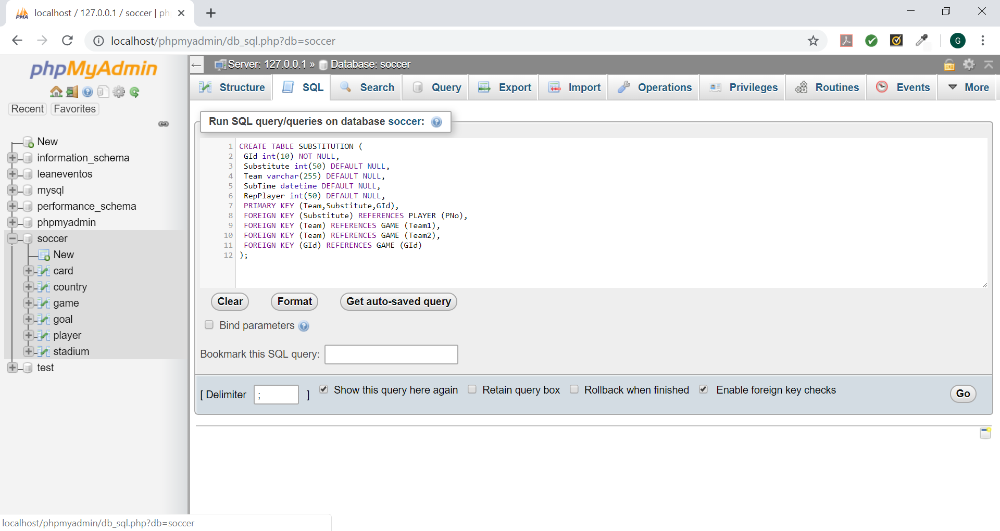 localhost / 127.0.0.1 / soccer | ph
localhost/phpmyadmin/db_sql.php?db=soccer
G
phpMyAdmin
Recent
Favorites
New
information_schema
leaneventos
mysql
performance_schema
phpmyadmin
soccer
New
card
country
game
goal
player
stadium
test
Server: 127.0.0.1 » Database: soccer
Structure
SQL
Search
Query
Export
Import
Operations
Privileges
Routines
Events
More
Run SQL query/queries on database soccer:
1 CREATE TABLE SUBSTITUTION (
2 GId int(10) NOT NULL,
3 Substitute int(50) DEFAULT NULL,
4 Team varchar(255) DEFAULT NULL,
5 SubTime datetime DEFAULT NULL,
6 RepPlayer int(50) DEFAULT NULL,
7 PRIMARY KEY (Team,Substitute,GId),
8 FOREIGN KEY (Substitute) REFERENCES PLAYER (PNo),
9 FOREIGN KEY (Team) REFERENCES GAME (Team1),
10 FOREIGN KEY (Team) REFERENCES GAME (Team2),
11 FOREIGN KEY (GId) REFERENCES GAME (GId)
12 );
Clear
Format
Get auto-saved query
Bind parameters
Bookmark this SQL query:
[ Delimiter ; ]
Show this query here again
Retain query box
Rollback when finished
Enable foreign key checks
Go
localhost/phpmyadmin/db_sql.php?db=soccer